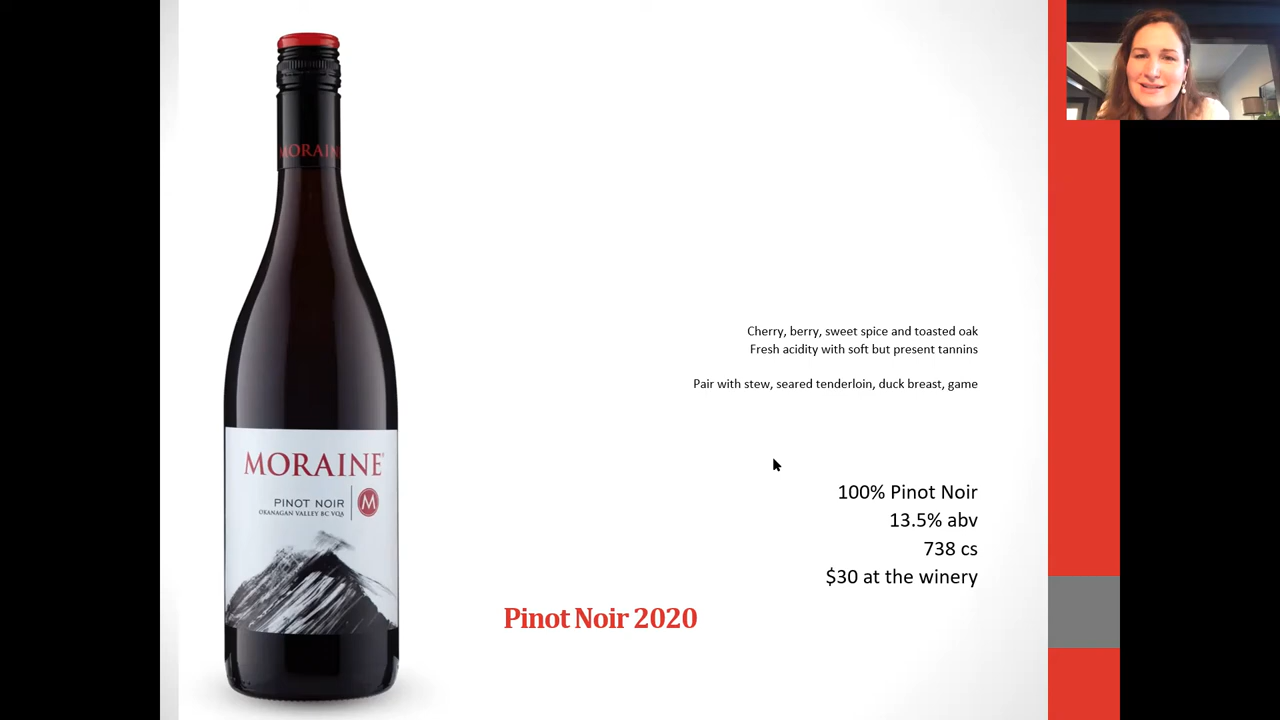 MORAINE
MORAINE
PINOT NOIR
M
OKANAGAN VALLEY BC VQA
Cherry, berry, sweet spice and toasted oak
Fresh acidity with soft but present tannins
Pair with stew, seared tenderloin, duck breast, game
100% Pinot Noir
13.5% abv
738 cs
$30 at the winery
Pinot Noir 2020